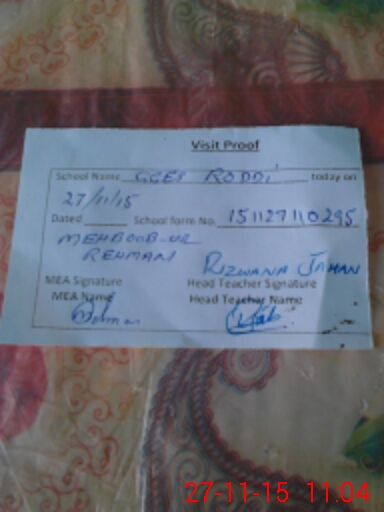 Visit Proof
School Name GGES RODDI today on
27/11/15
Dated School form No. 151127110295
MEHBOOB-UR
REHMAN
RIZWANA JAHAN
MEA Signature Head Teacher Signature
MEA Name Head Teacher Name
27-11-15 11:04